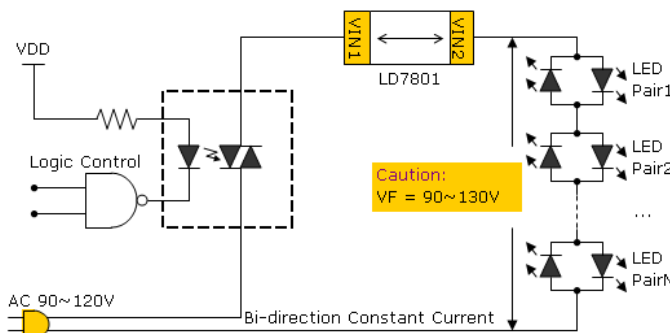 VDD
VIN1
VIN2
LD7801
LED
Pair1
Logic Control
LED
Pair2
Caution:
VF = 90~130V
...
LED
PairN
AC 90~120V
Bi-direction Constant Current